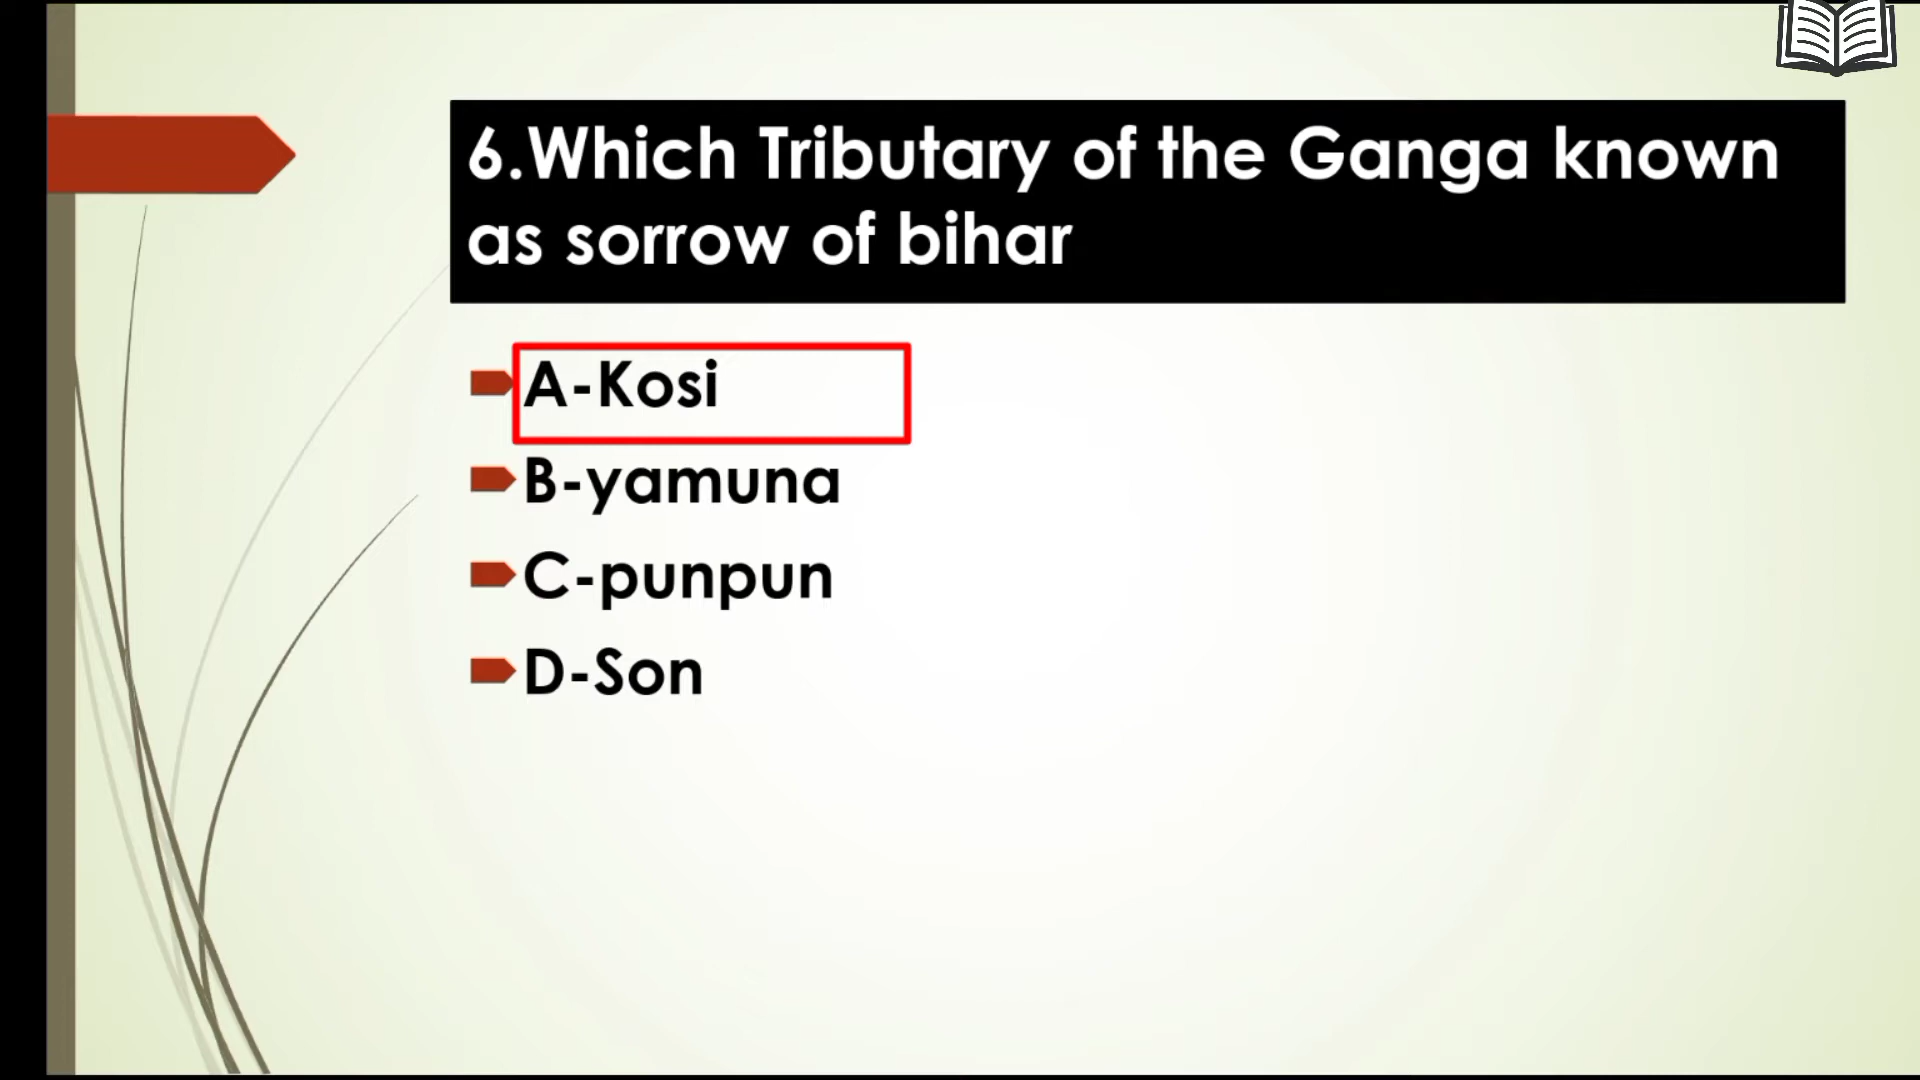 6.Which Tributary of the Ganga known
as sorrow of bihar
A-Kosi
B-yamuna
C-punpun
D-Son